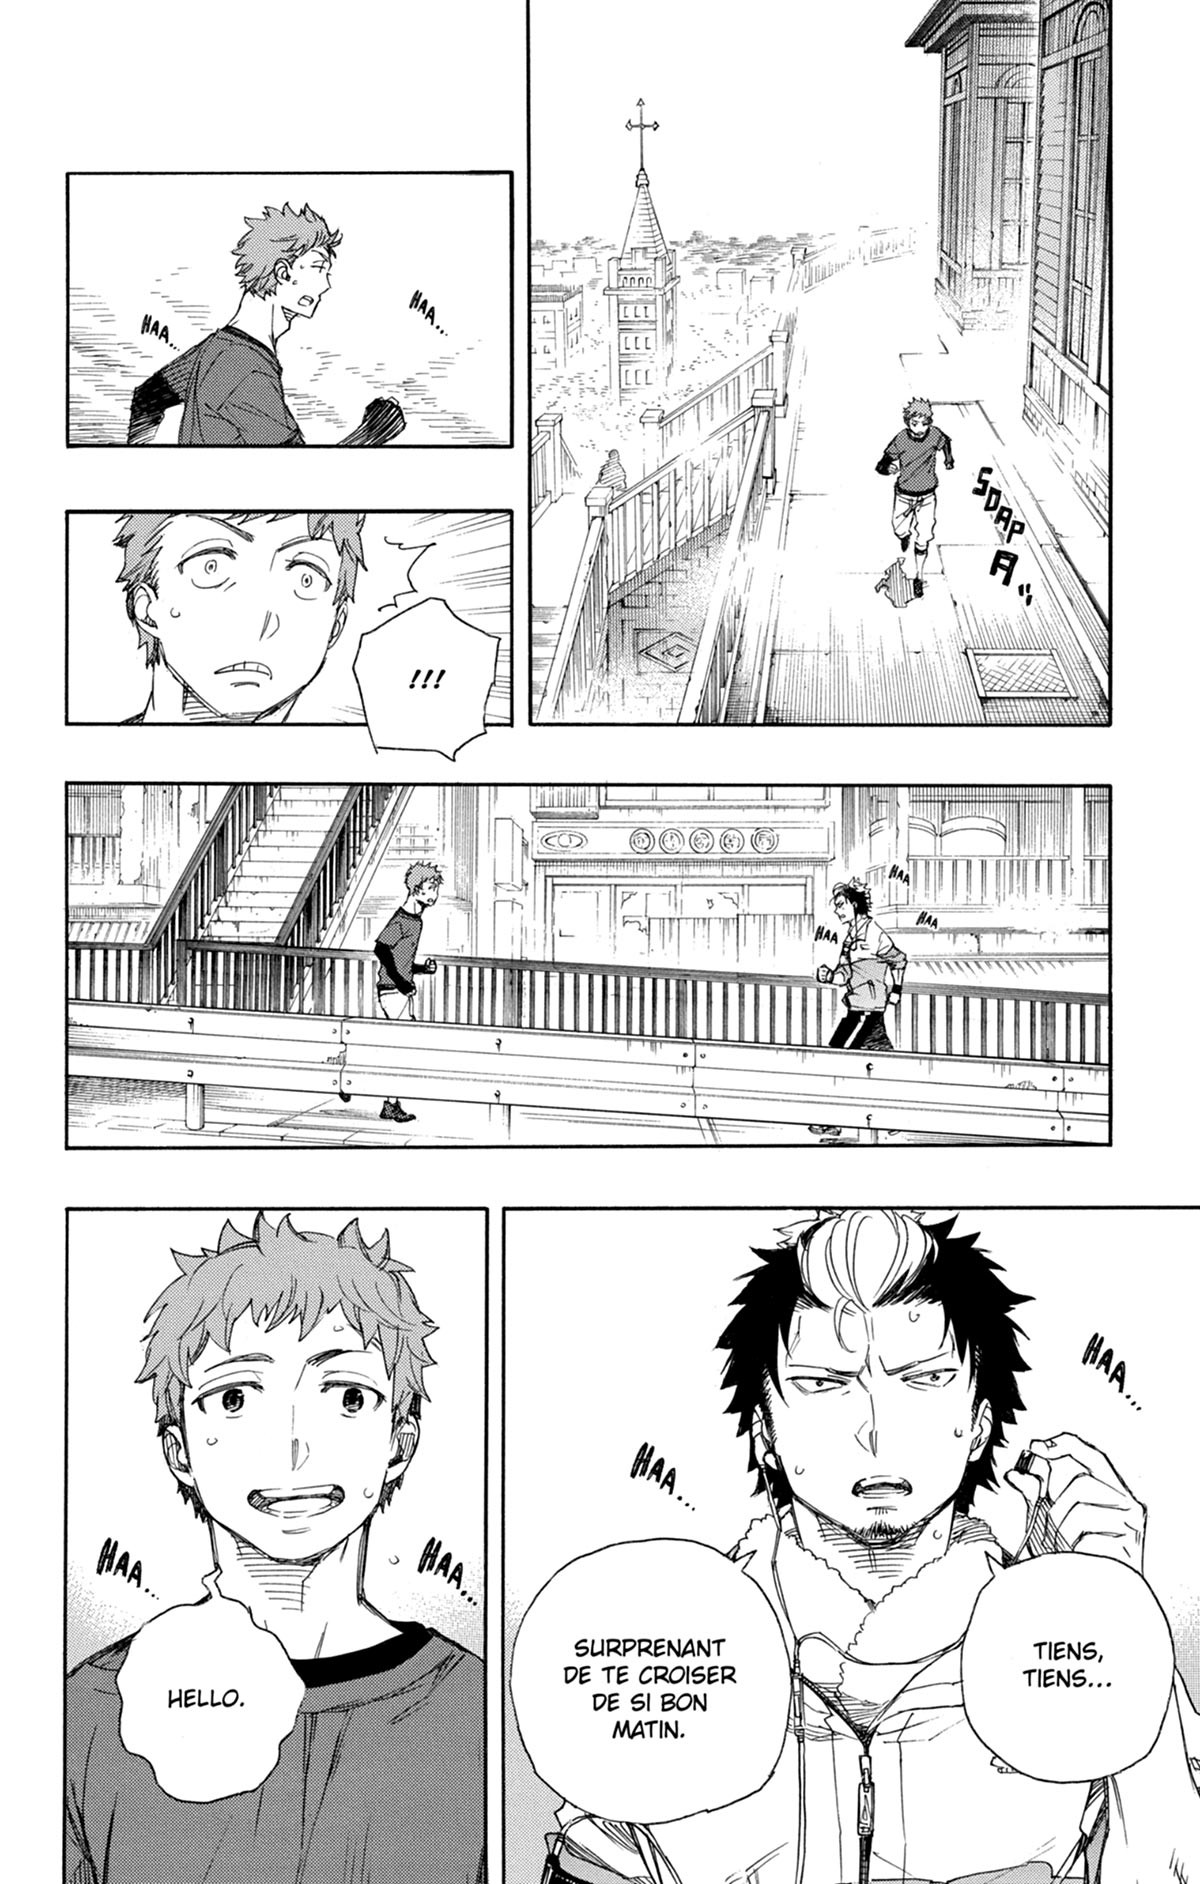 SDAP
A
HAA...
HAA...
!!!
HAA
HAA
HAA
HAA...
HAA...
TIENS,
TIENS...
SURPRENANT
DE TE CROISER
DE SI BON
MATIN.
HAA...
HAA...
HELLO.